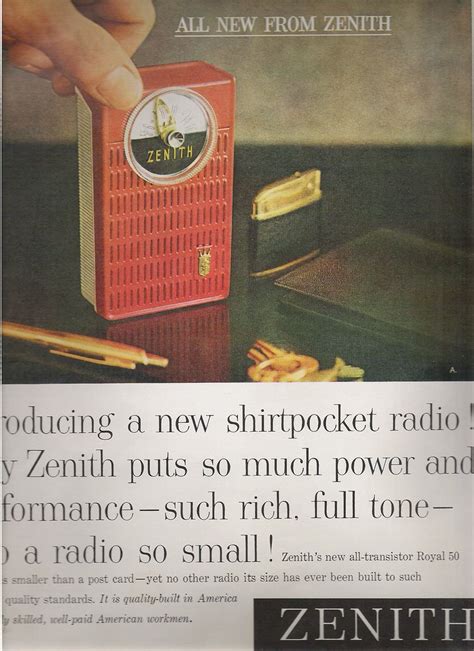 ALL NEW FROM ZENITH
ZENITH
A.
roducing a new shirtpocket radio!
y Zenith puts so much power and
formance—such rich, full tone—
o a radio so small! Zenith's new all-transistor Royal 50
s smaller than a post card—yet no other radio its size has ever been built to such
quality standards. It is quality-built in America
ly skilled, well-paid American workmen.
ZENITH